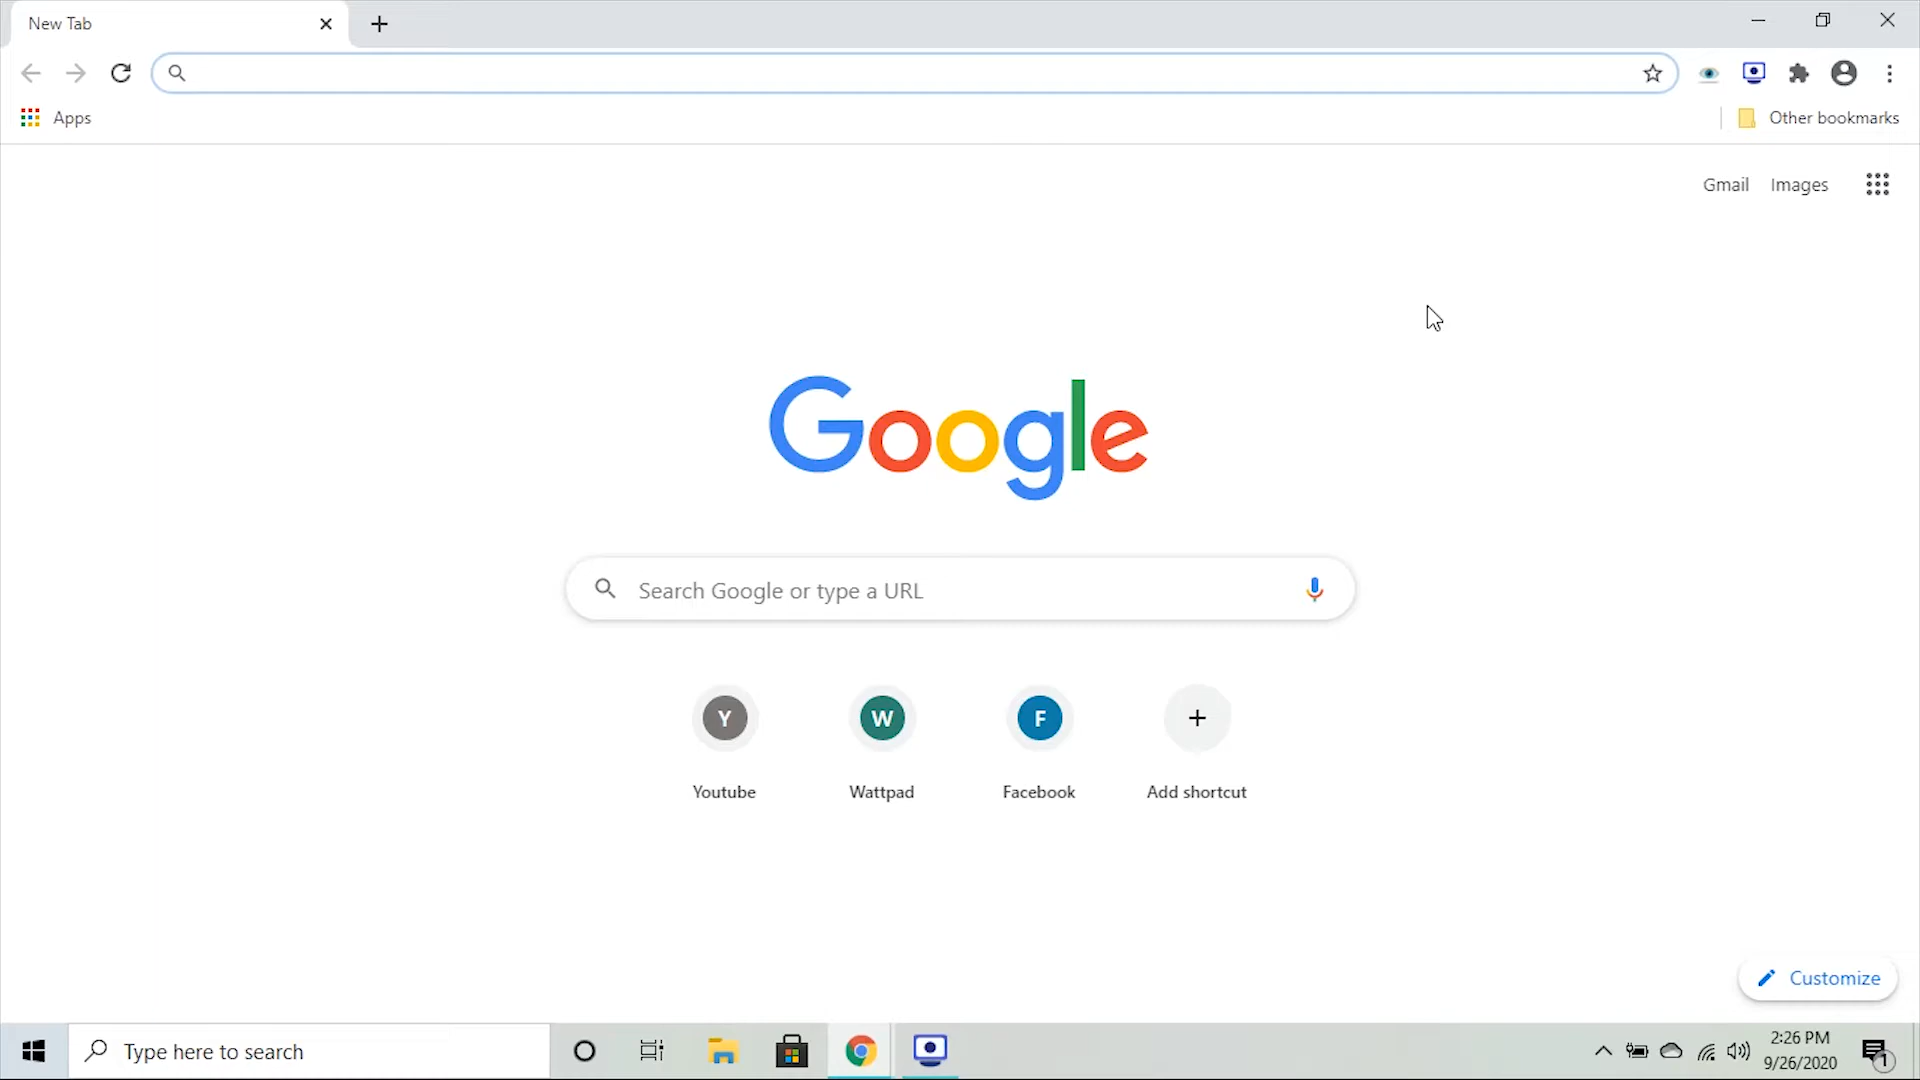 New Tab
Apps
Other bookmarks
Gmail
Images
Google
Search Google or type a URL
Y
W
F
Youtube
Wattpad
Facebook
Add shortcut
Customize
Type here to search
2:26 PM
9/26/2020
1